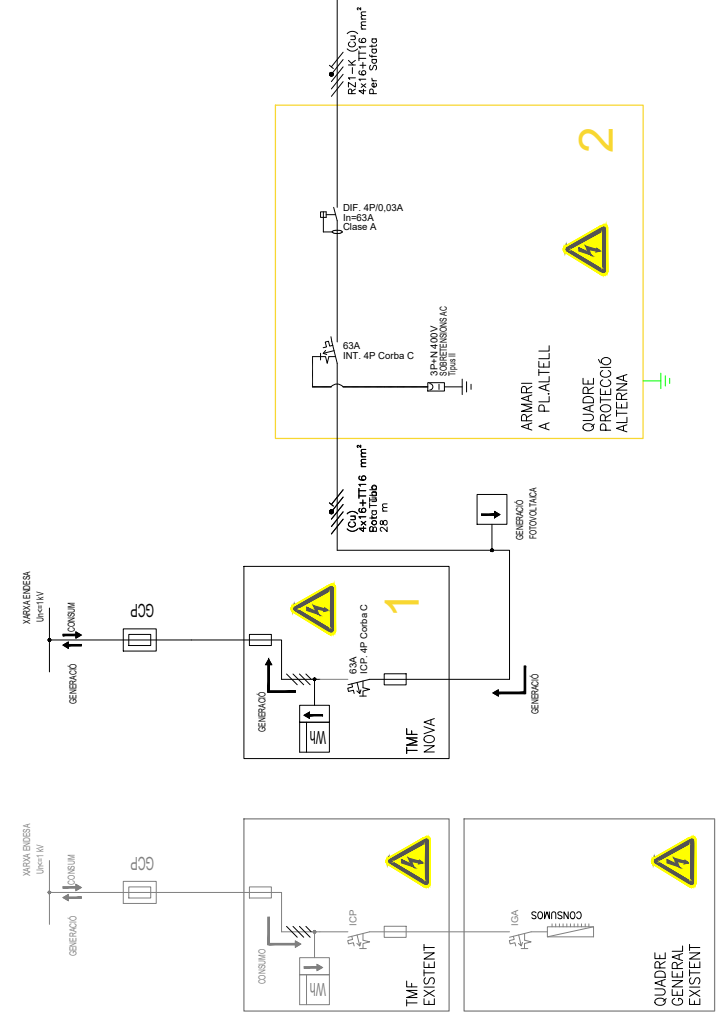 RZ1-K (Cu)
4x16+TT16 mm²
Per Safata
2
DIF. 4P/0,03A
In=63A
Clase A
63A
INT. 4P Corba C
3P+N 400V
SOBRETENSIONS AC
Tipus II
ARMARI
A PL.ALTELL
QUADRE
PROTECCIÓ
ALTERNA
(Cu)
4x16+TT16 mm²
28 m
GENERACIÓ
FOTOVOLTAICA
XARXA ENDESA
Un<=1 kV
CONSUM
GENERACIÓ
GCP
1
GENERACIÓ
63A
ICP. 4P Corba C
Wh
TMF
NOVA
GENERACIÓ
XARXA ENDESA
Un<=1 kV
CONSUM
GENERACIÓ
GCP
CONSUMO
ICP
Wh
TMF
EXISTENT
IGA
CONSUMOS
QUADRE
GENERAL
EXISTENT